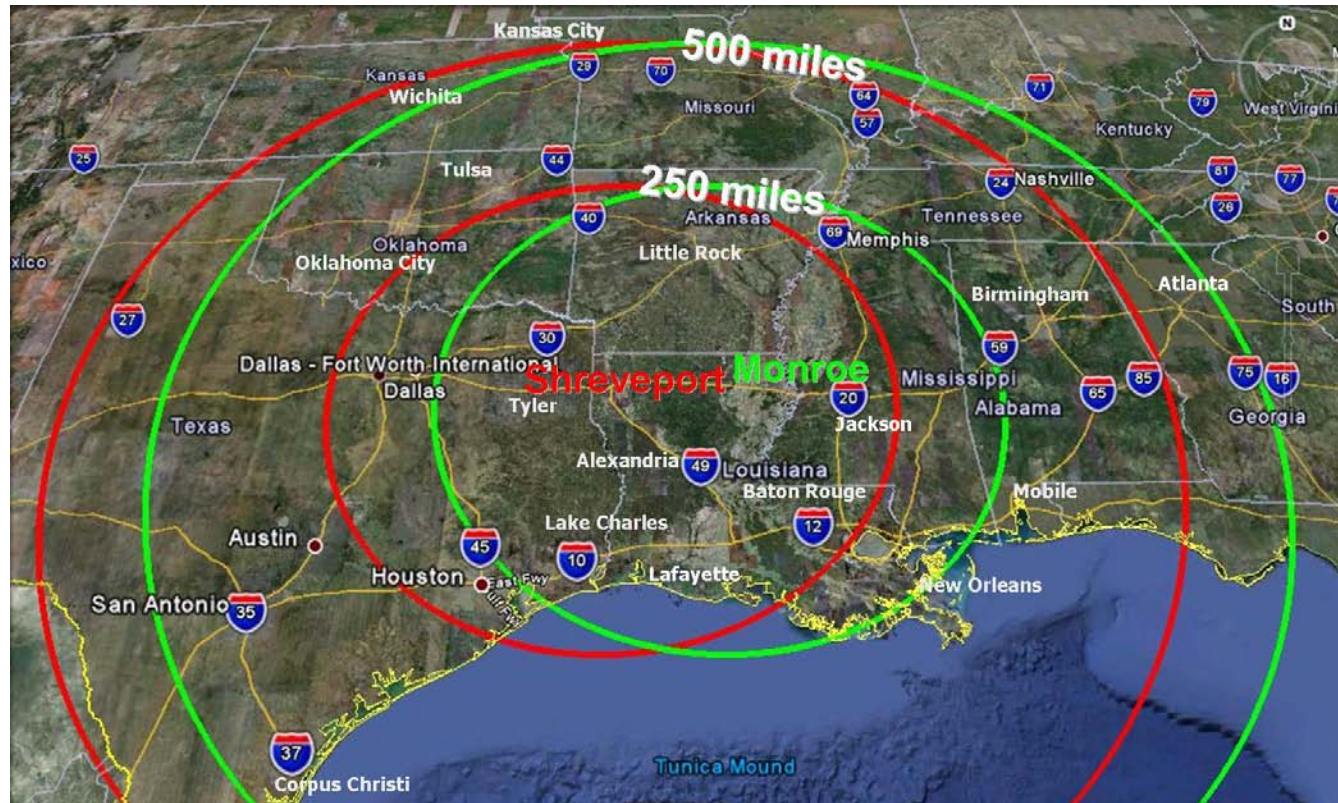 Kansas City
N
500 miles
29
70
Kansas
Wichita
64
71
79
Missouri
West Virgini
57
Kentucky
25
Tulsa
44
81
77
250 miles
24
Nashville
26
40
Arkansas
Tennessee
69
Memphis
Oklahoma
Little Rock
xico
Oklahoma City
Atlanta
Birmingham
South
27
30
59
Dallas - Fort Worth International
Shreveport
Monroe
Dallas
Mississippi
85
75
16
65
20
Tyler
Alabama
Georgia
Texas
Jackson
Alexandria
49
Louisiana
Baton Rouge
Mobile
Lake Charles
12
Austin
45
10
Houston
East Fwy
Lafayette
New Orleans
Gulf Fwy
San Antonio
35
37
Tunica Mound
Corpus Christi